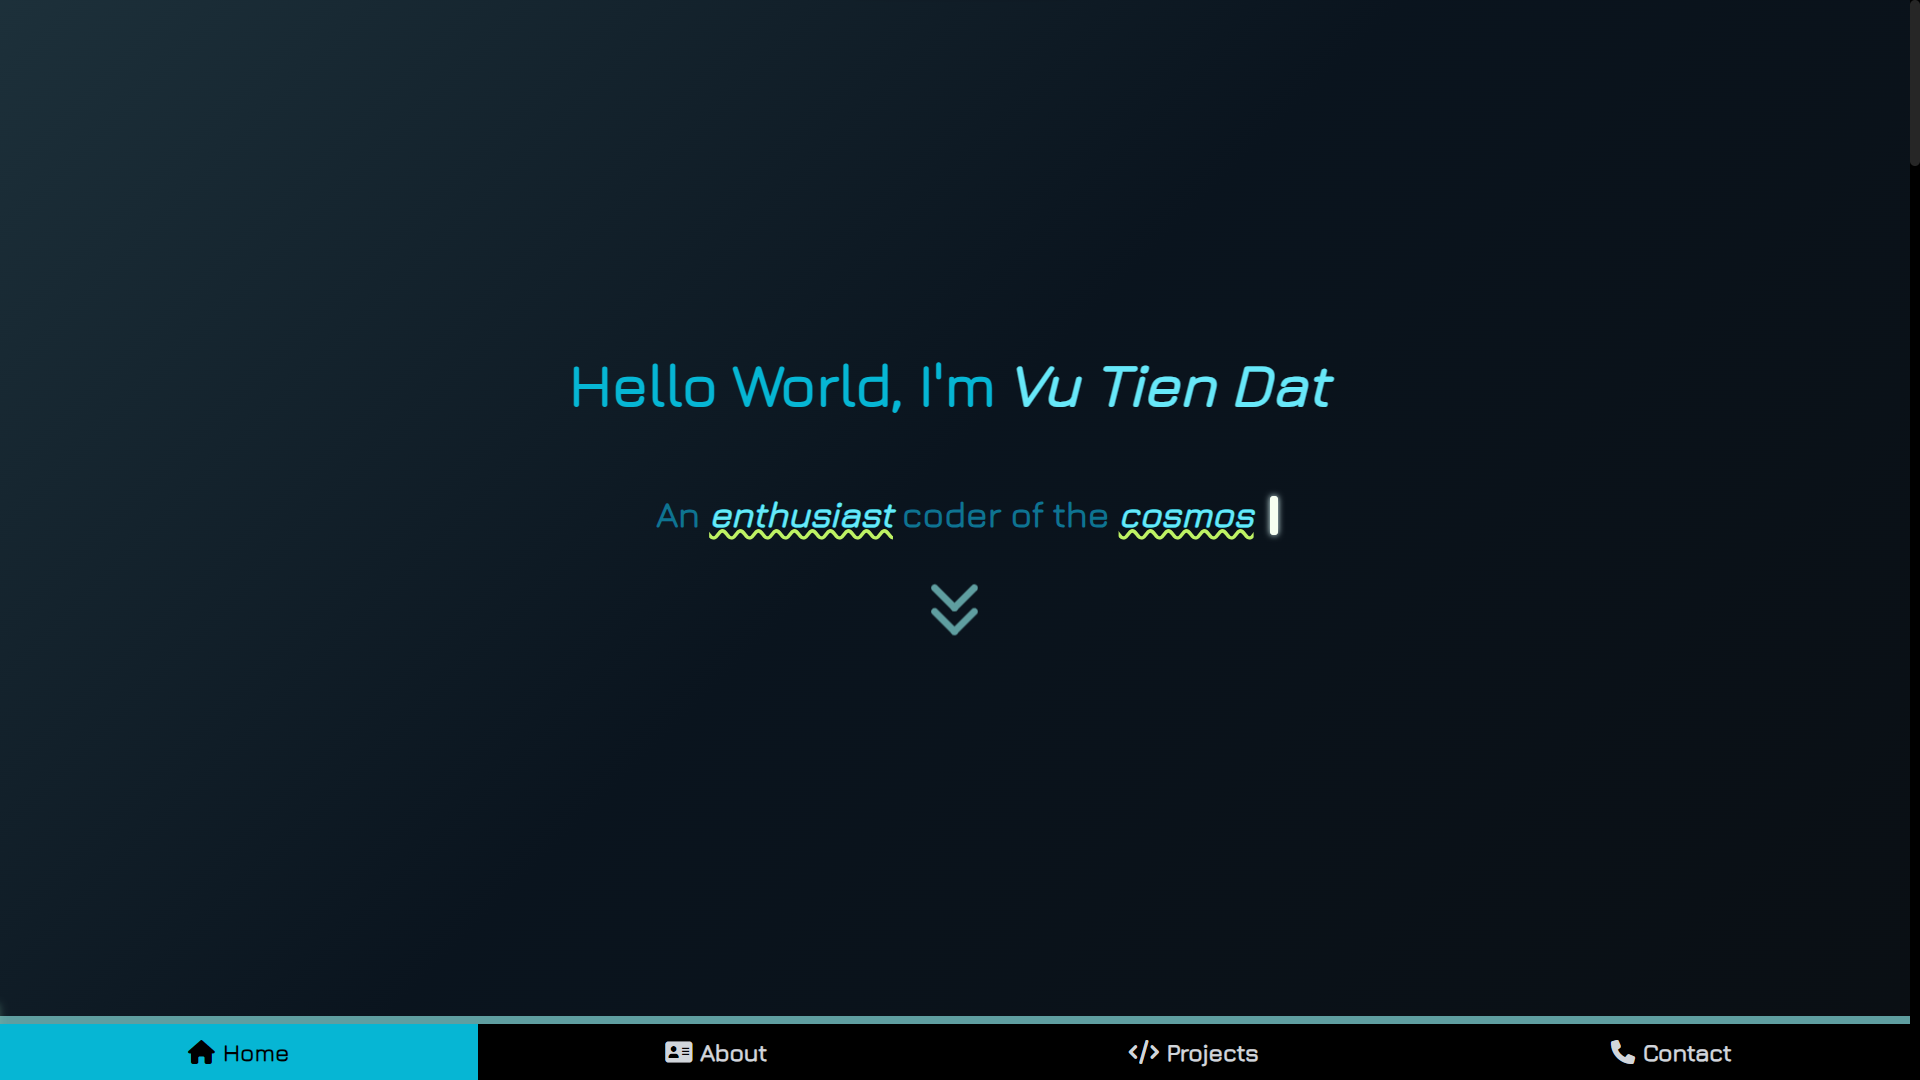 Hello World, I'm Vu Tien Dat
An enthusiast coder of the cosmos
Home About Projects Contact